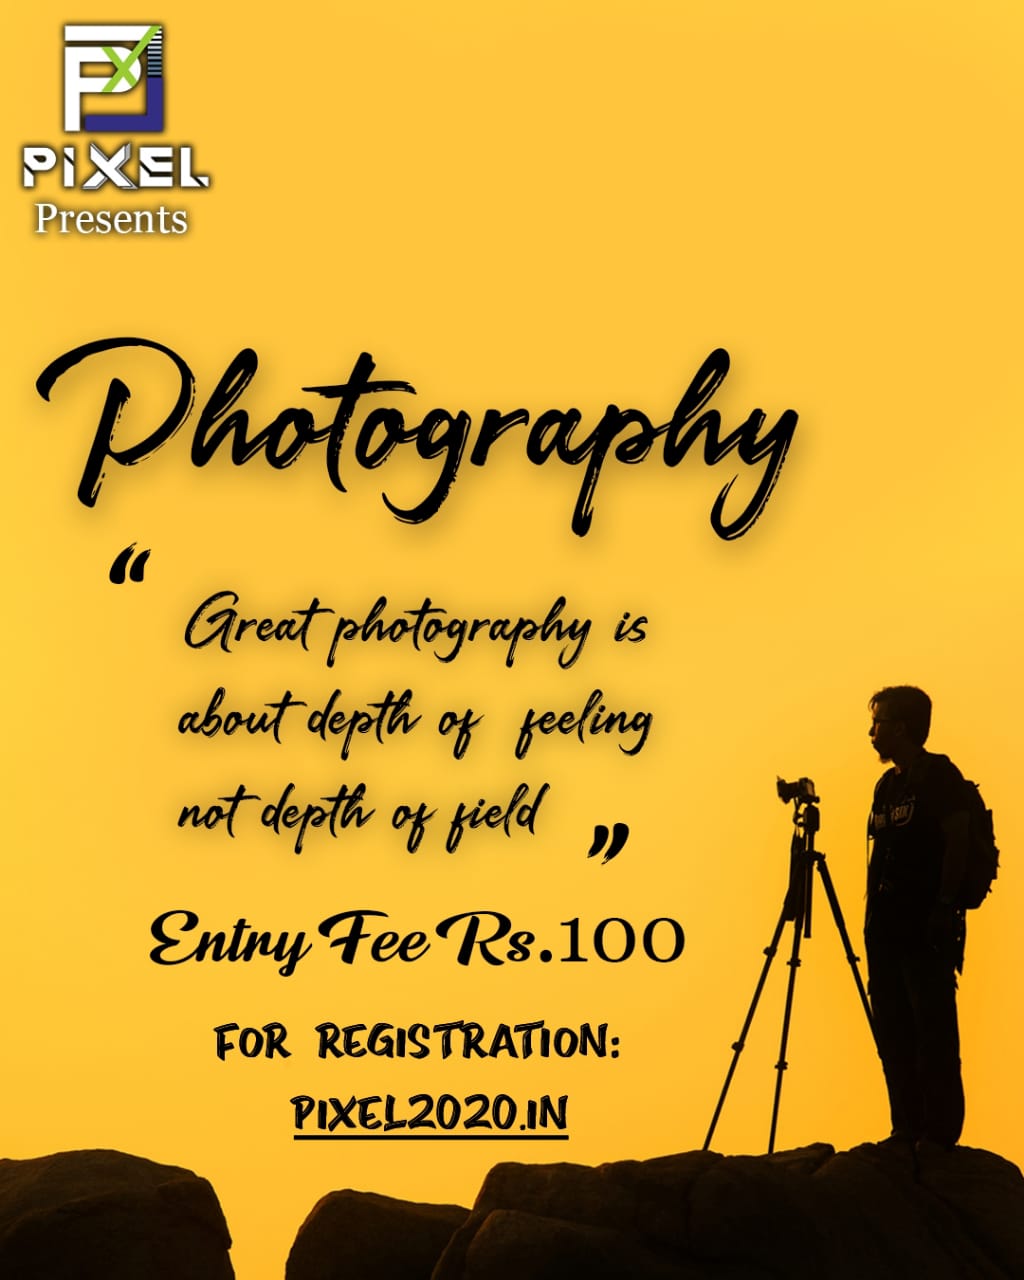 PIXEL
Presents
Photography
“
Great photography is
about depth of feeling
not depth of field
”
Entry Fee Rs.100
FOR REGISTRATION:
PIXEL2020.IN